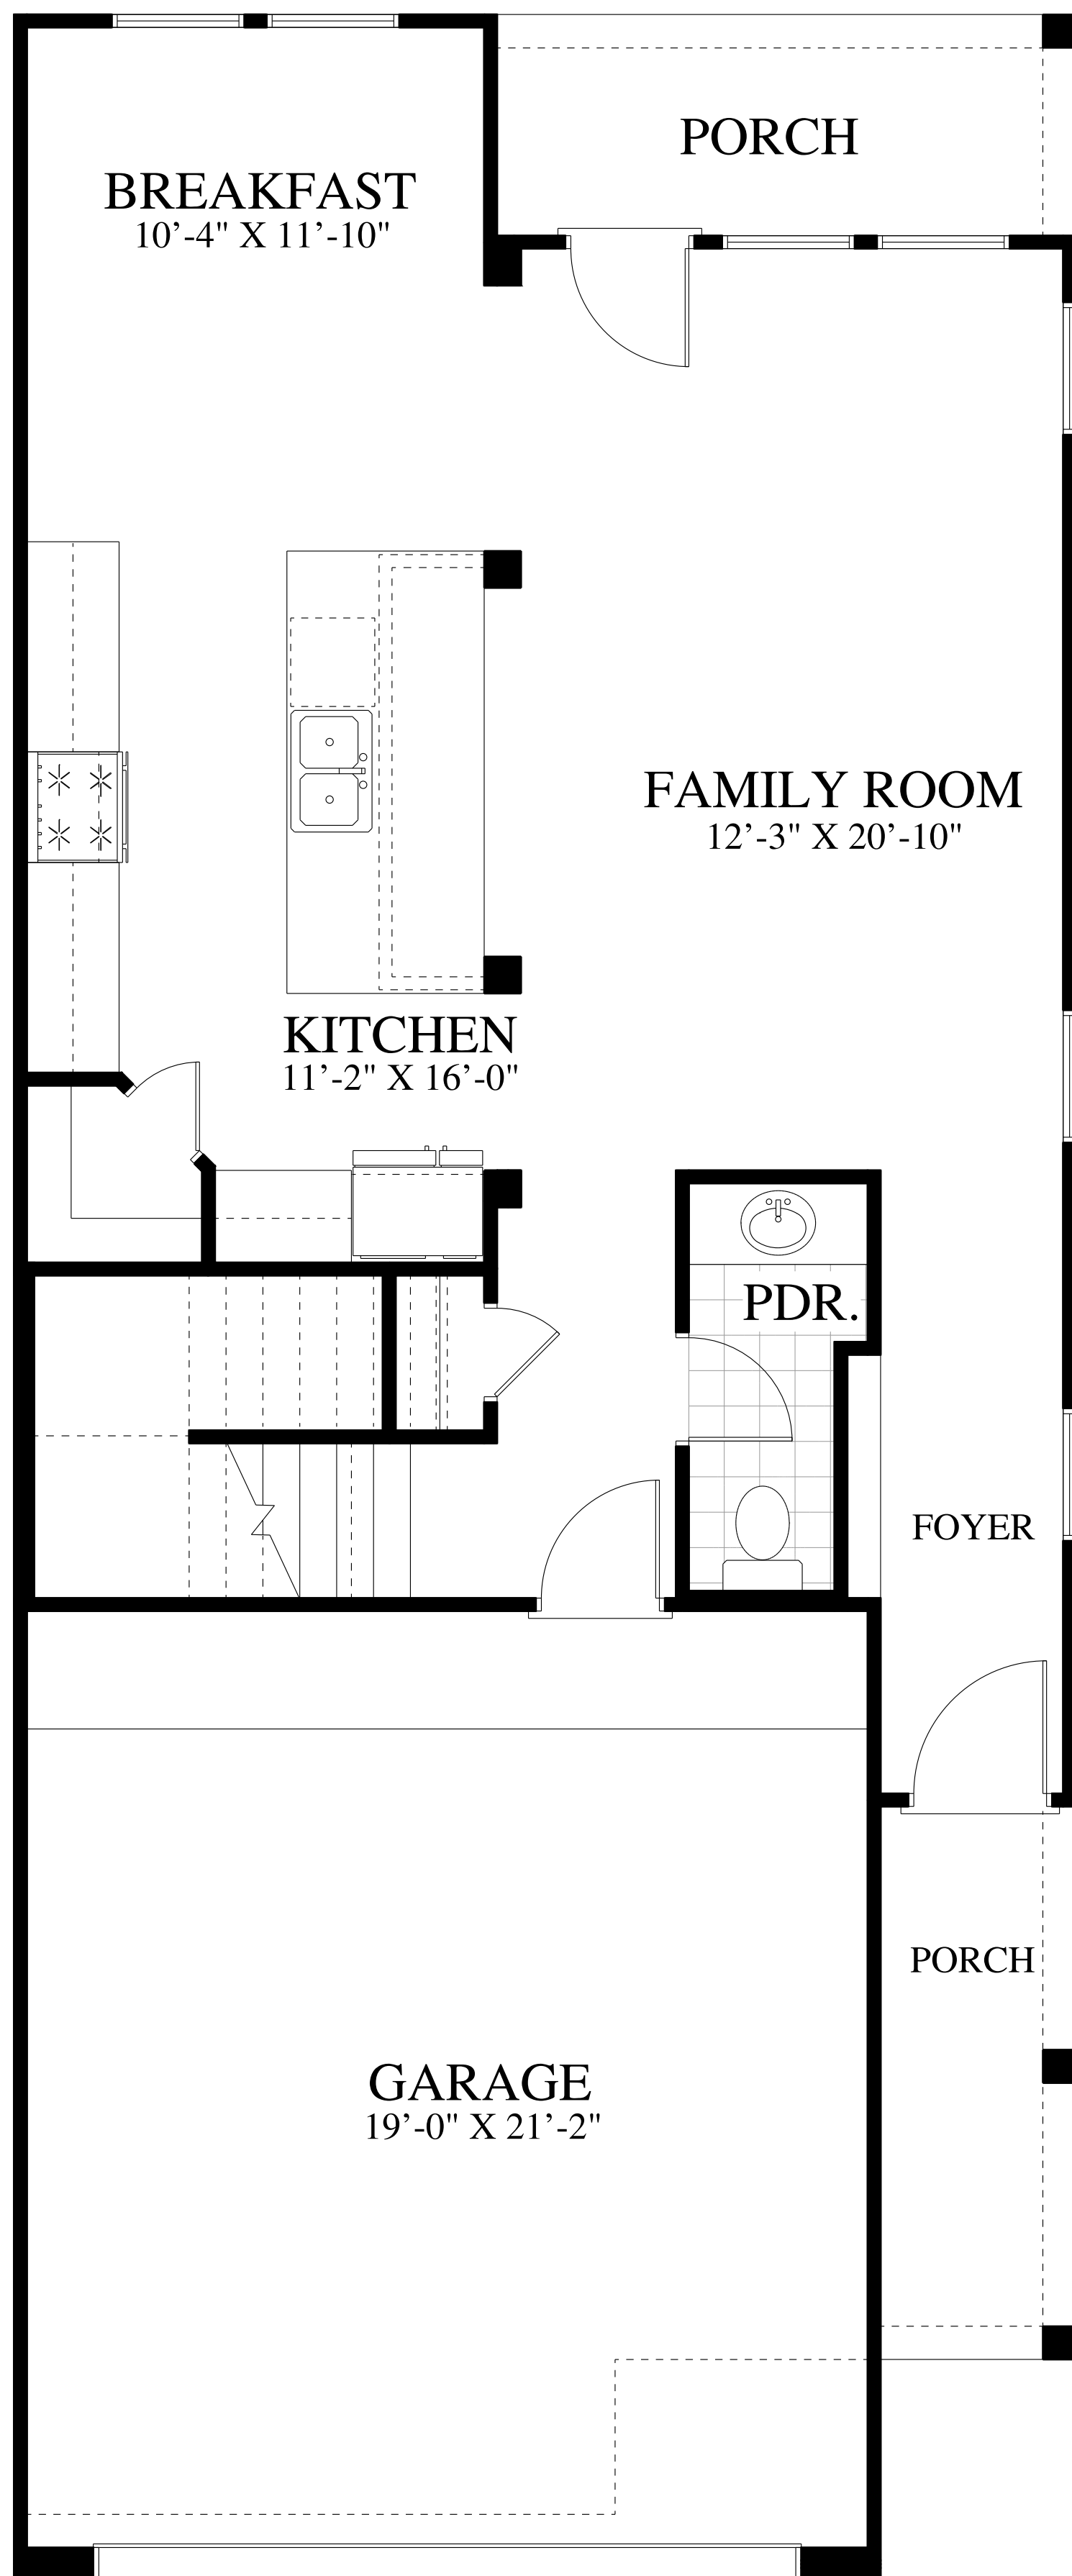 PORCH
BREAKFAST
10'-4" X 11'-10"
FAMILY ROOM
12'-3" X 20'-10"
KITCHEN
11'-2" X 16'-0"
PDR.
FOYER
PORCH
GARAGE
19'-0" X 21'-2"